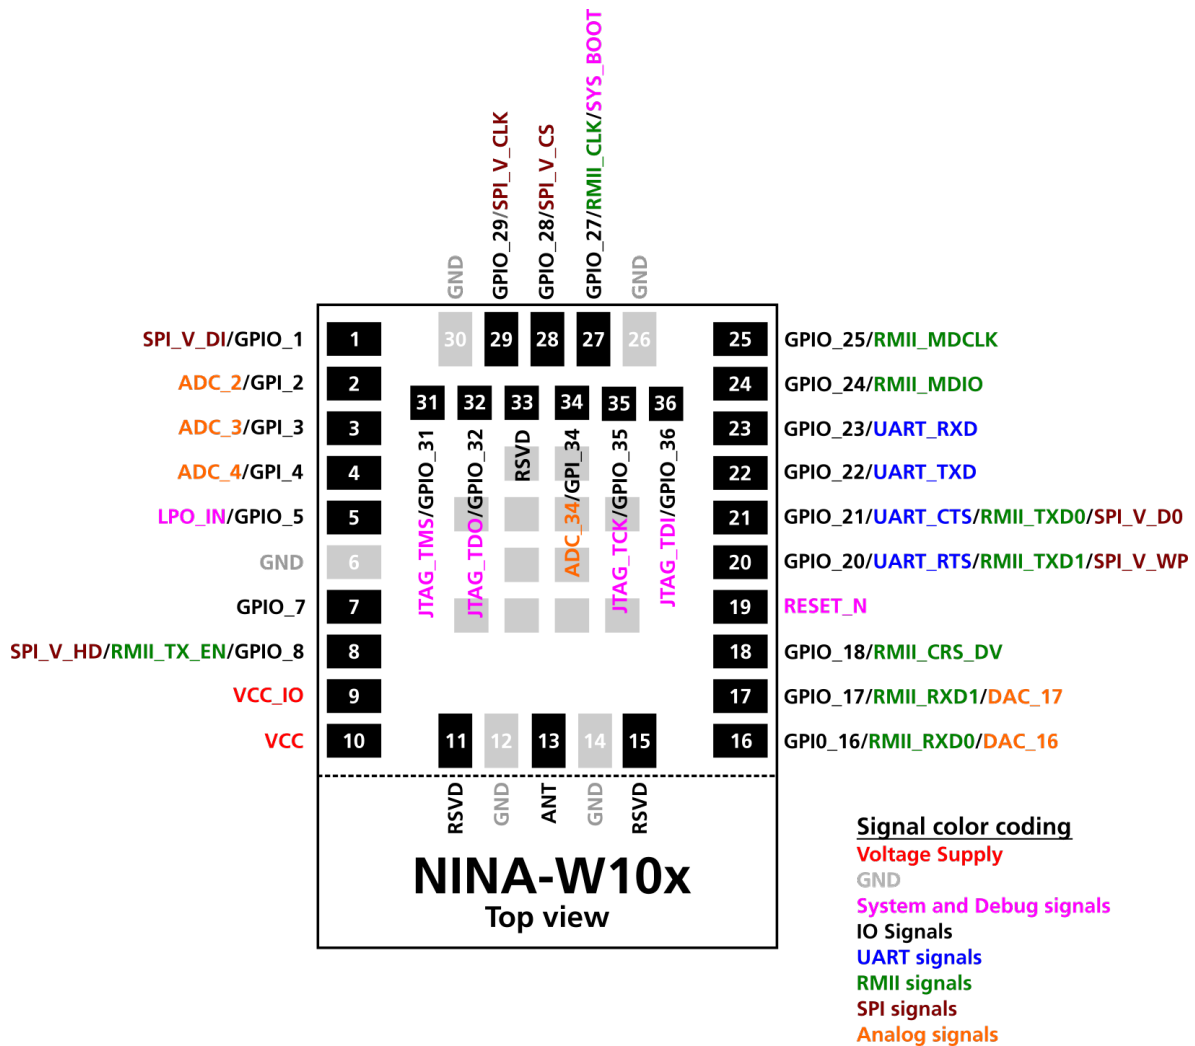 GND
GPIO_29/SPI_V_CLK
GPIO_28/SPI_V_CS
GPIO_27/RMII_CLK/SYS_BOOT
GND
30
29
28
27
26
SPI_V_DI/GPIO_1
1
ADC_2/GPI_2
2
ADC_3/GPI_3
3
ADC_4/GPI_4
4
LPO_IN/GPIO_5
5
GND
6
GPIO_7
7
SPI_V_HD/RMII_TX_EN/GPIO_8
8
VCC_IO
9
VCC
10
31
32
33
34
35
36
JTAG_TMS/GPIO_31
JTAG_TDO/GPIO_32
RSVD
ADC_34/GPI_34
JTAG_TCK/GPIO_35
JTAG_TDI/GPIO_36
25
GPIO_25/RMII_MDCLK
24
GPIO_24/RMII_MDIO
23
GPIO_23/UART_RXD
22
GPIO_22/UART_TXD
21
GPIO_21/UART_CTS/RMII_TXD0/SPI_V_D0
20
GPIO_20/UART_RTS/RMII_TXD1/SPI_V_WP
19
RESET_N
18
GPIO_18/RMII_CRS_DV
17
GPIO_17/RMII_RXD1/DAC_17
16
GPI0_16/RMII_RXD0/DAC_16
11
12
13
14
15
RSVD
GND
ANT
GND
RSVD
NINA-W10x
Top view
Signal color coding
Voltage Supply
GND
System and Debug signals
IO Signals
UART signals
RMII signals
SPI signals
Analog signals